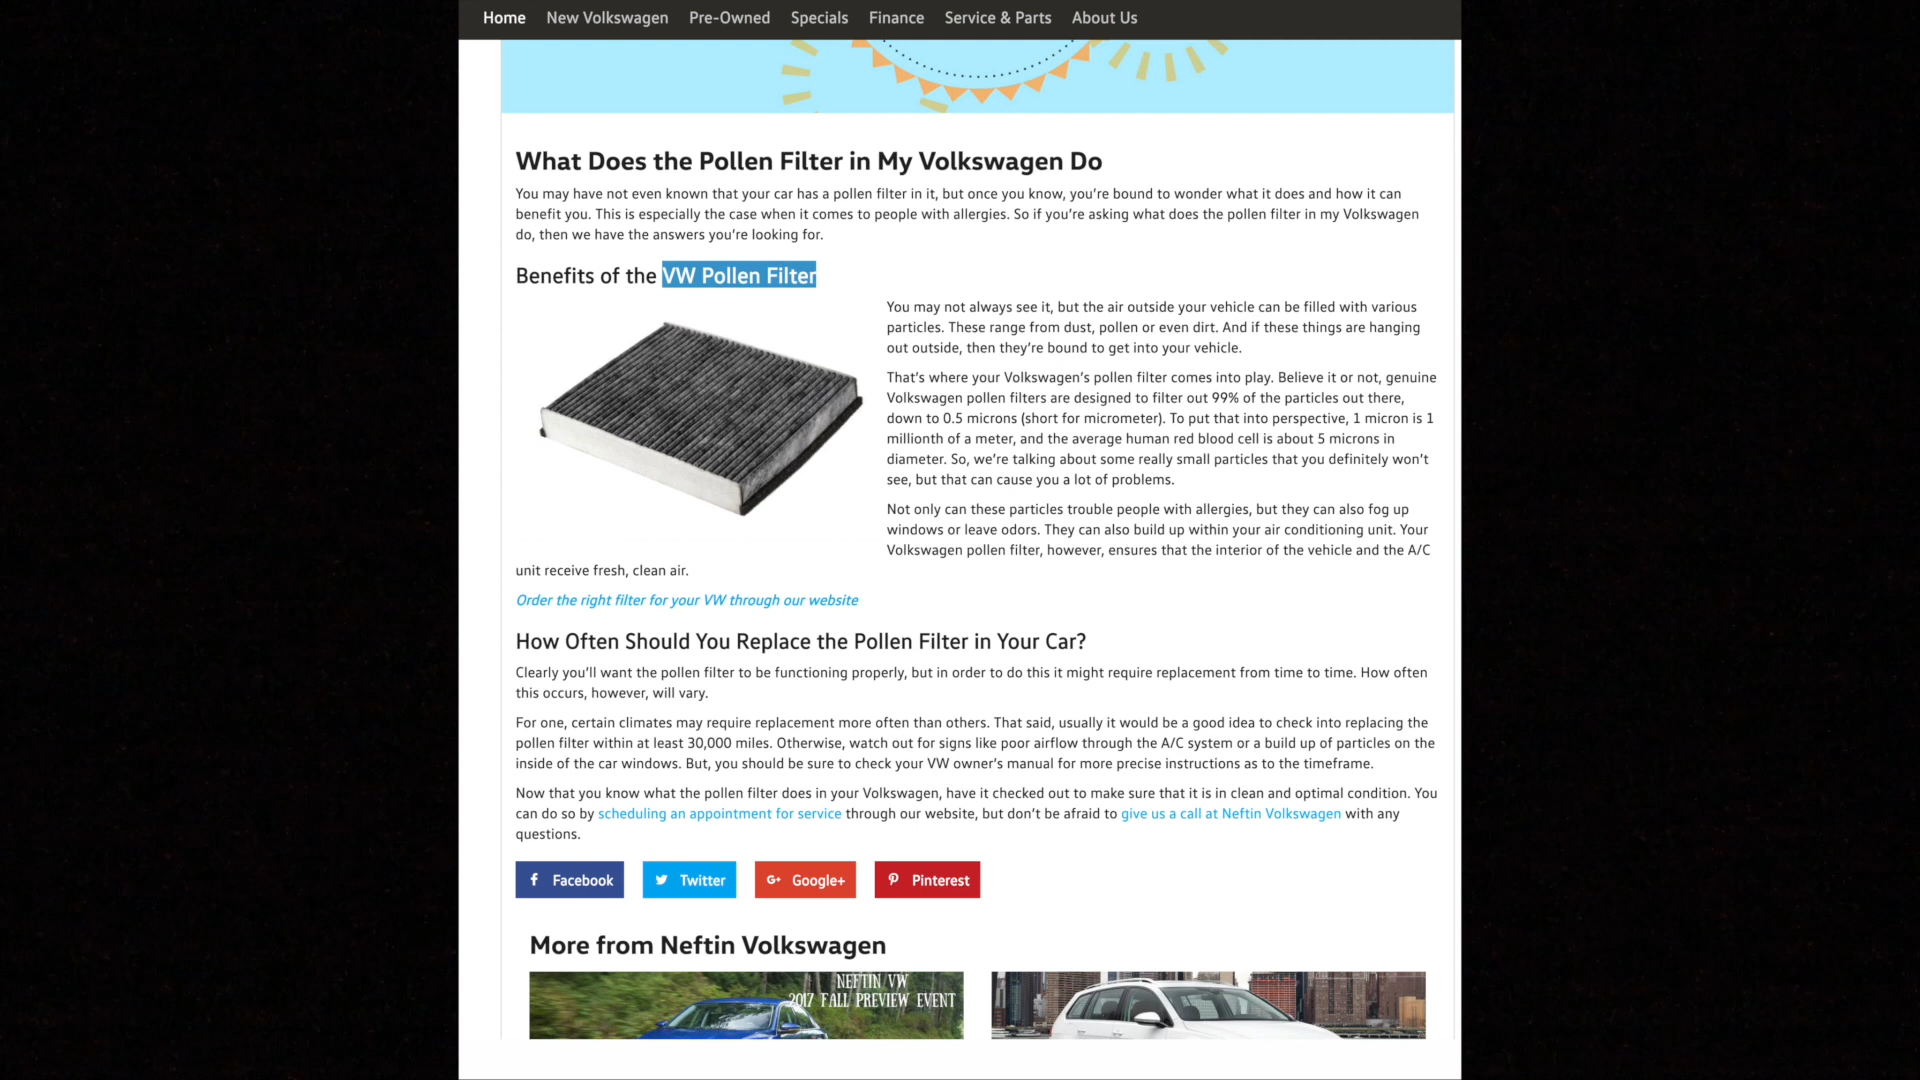 Home New Volkswagen Pre-Owned Specials Finance Service & Parts About Us
What Does the Pollen Filter in My Volkswagen Do
You may have not even known that your car has a pollen filter in it, but once you know, you're bound to wonder what it does and how it can
benefit you. This is especially the case when it comes to people with allergies. So if you're asking what does the pollen filter in my Volkswagen
do, then we have the answers you're looking for.
Benefits of the VW Pollen Filter
You may not always see it, but the air outside your vehicle can be filled with various
particles. These range from dust, pollen or even dirt. And if these things are hanging
out outside, then they're bound to get into your vehicle.
That's where your Volkswagen's pollen filter comes into play. Believe it or not, genuine
Volkswagen pollen filters are designed to filter out 99% of the particles out there,
down to 0.5 microns (short for micrometer). To put that into perspective, 1 micron is 1
millionth of a meter, and the average human red blood cell is about 5 microns in
diameter. So, we're talking about some really small particles that you definitely won't
see, but that can cause you a lot of problems.
Not only can these particles trouble people with allergies, but they can also fog up
windows or leave odors. They can also build up within your air conditioning unit. Your
Volkswagen pollen filter, however, ensures that the interior of the vehicle and the A/C
unit receive fresh, clean air.
Order the right filter for your VW through our website
How Often Should You Replace the Pollen Filter in Your Car?
Clearly you'll want the pollen filter to be functioning properly, but in order to do this it might require replacement from time to time. How often
this occurs, however, will vary.
For one, certain climates may require replacement more often than others. That said, usually it would be a good idea to check into replacing the
pollen filter within at least 30,000 miles. Otherwise, watch out for signs like poor airflow through the A/C system or a build up of particles on the
inside of the car windows. But, you should be sure to check your VW owner's manual for more precise instructions as to the timeframe.
Now that you know what the pollen filter does in your Volkswagen, have it checked out to make sure that it is in clean and optimal condition. You
can do so by scheduling an appointment for service through our website, but don't be afraid to give us a call at Neftin Volkswagen with any
questions.
Facebook Twitter G+ Google+ Pinterest
More from Neftin Volkswagen
NEFTIN VW
2017 FALL PREVIEW EVENT